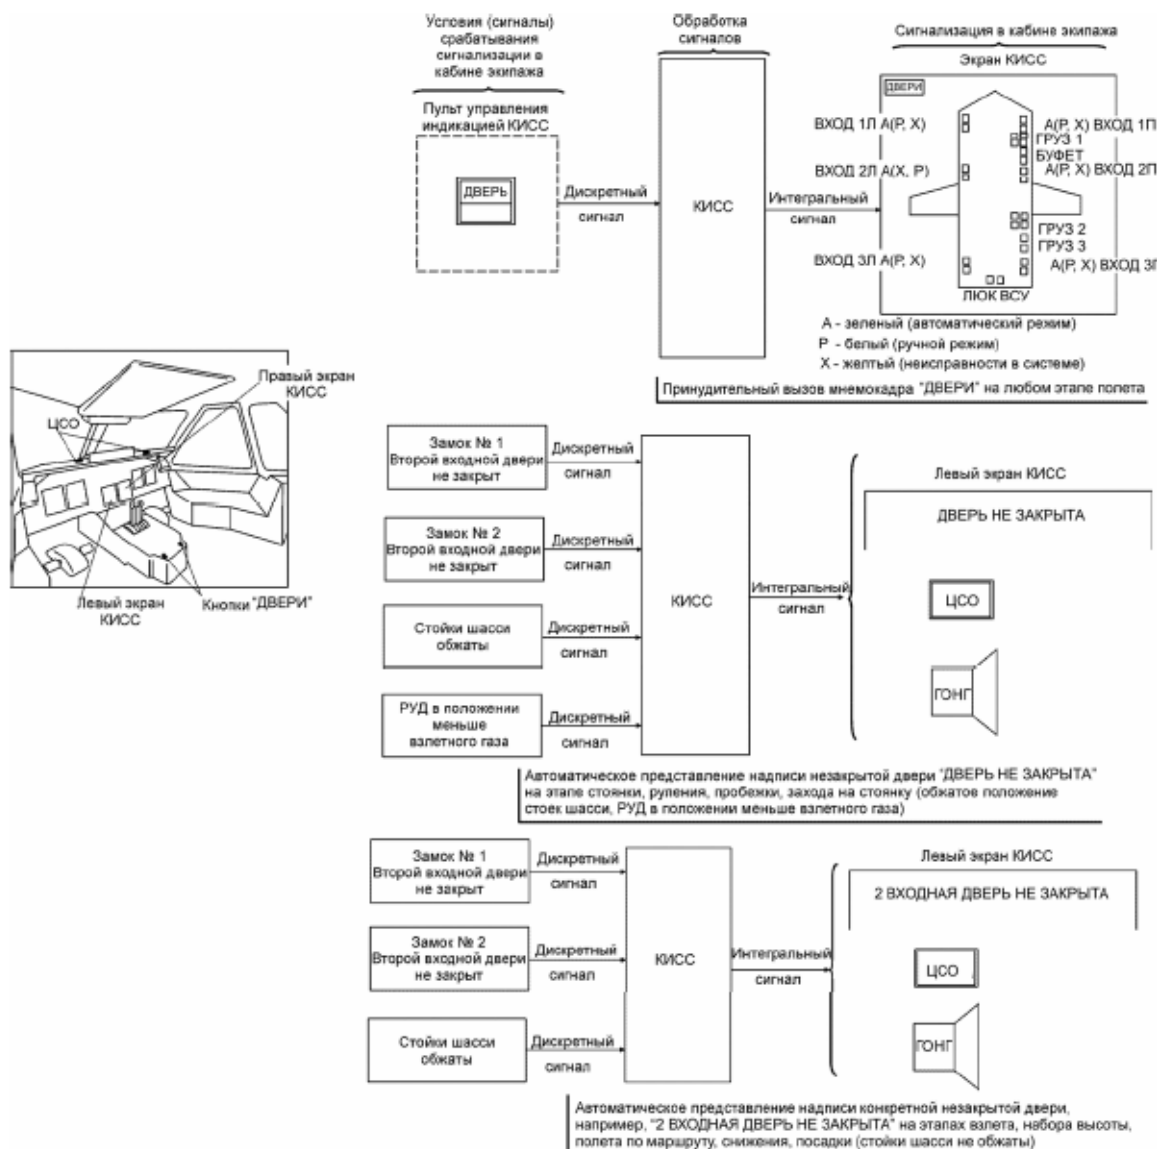 Условия (сигналы)
срабатывания
сигнализации в
кабине экипажа
Обработка
сигналов
Сигнализация в кабине экипажа
Пульт управления
индикацией КИСС
ДВЕРЬ
Дискретный
сигнал
КИСС
Интегральный
сигнал
Экран КИСС
ДВЕРИ
ВХОД 1Л А(Р, Х)
А(Р, Х) ВХОД 1П
ГРУЗ 1
БУФЕТ
ВХОД 2Л А(Х, Р)
А(Р, Х) ВХОД 2П
ГРУЗ 2
ГРУЗ 3
ВХОД 3Л А(Р, Х)
А(Р, Х) ВХОД 3П
ЛЮК ВСУ
А - зеленый (автоматический режим)
Р - белый (ручной режим)
Х - желтый (неисправности в системе)
Принудительный вызов мнемокадра "ДВЕРИ" на любом этапе полета
Правый экран
КИСС
ЦСО
Левый экран
КИСС
Кнопки "ДВЕРИ"
Замок № 1
Второй входной двери
не закрыт
Дискретный
сигнал
Замок № 2
Второй входной двери
не закрыт
Дискретный
сигнал
Стойки шасси
обжаты
Дискретный
сигнал
РУД в положении
меньше
взлетного газа
Дискретный
сигнал
КИСС
Интегральный
сигнал
Левый экран КИСС
ДВЕРЬ НЕ ЗАКРЫТА
ЦСО
ГОНГ
Автоматическое представление надписи незакрытой двери "ДВЕРЬ НЕ ЗАКРЫТА"
на этапе стоянки, руления, пробежки, захода на стоянку (обжатое положение
стоек шасси, РУД в положении меньше взлетного газа)
Замок № 1
Второй входной двери
не закрыт
Дискретный
сигнал
Замок № 2
Второй входной двери
не закрыт
Дискретный
сигнал
Стойки шасси
обжаты
Дискретный
сигнал
КИСС
Интегральный
сигнал
Левый экран КИСС
2 ВХОДНАЯ ДВЕРЬ НЕ ЗАКРЫТА
ЦСО
ГОНГ
Автоматическое представление надписи конкретной незакрытой двери,
например, "2 ВХОДНАЯ ДВЕРЬ НЕ ЗАКРЫТА" на этапах взлета, набора высоты,
полета по маршруту, снижения, посадки (стойки шасси не обжаты)